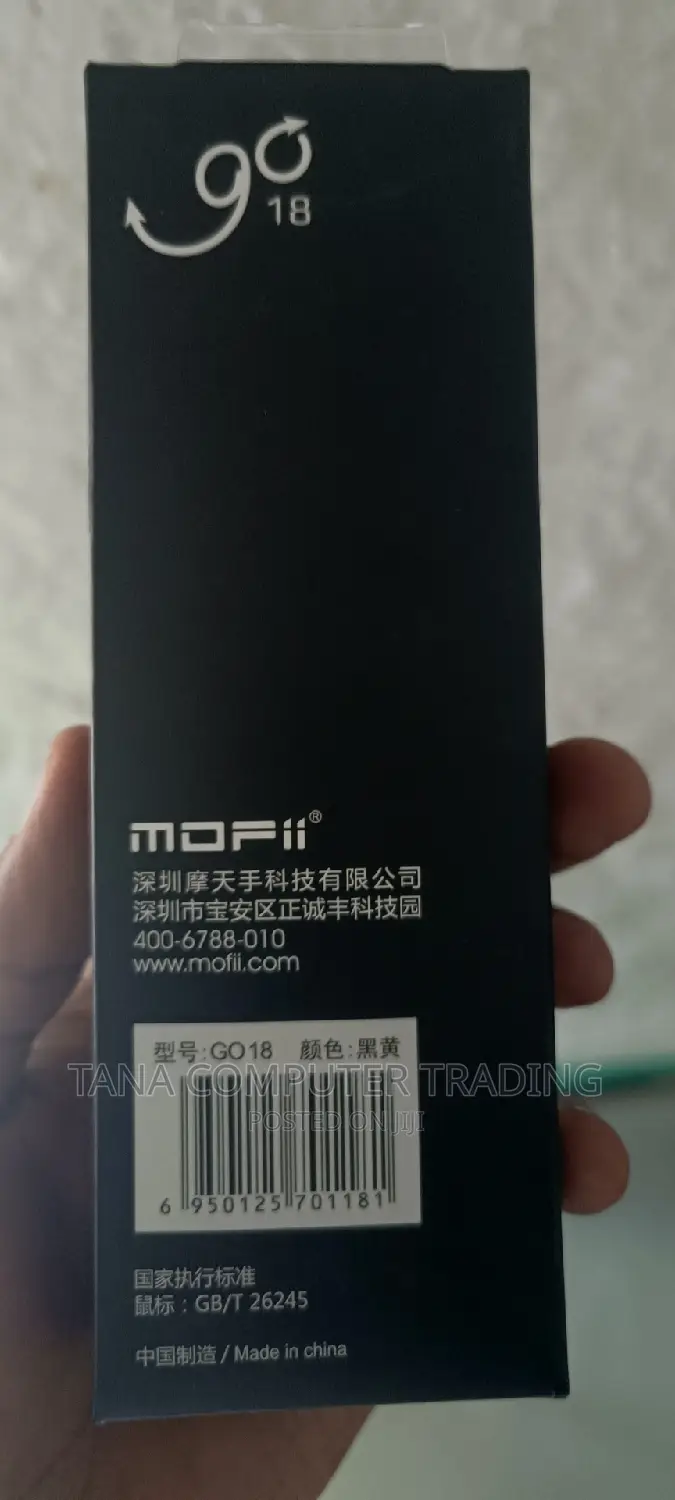 go
18
mofii®
深圳摩天手科技有限公司
深圳市宝安区正诚丰科技园
400-6788-010
www.mofii.com
型号:GO18 颜色:黑黄
TANA COMPUTER TRADING
POSTED ON JIJI
6 950125 701181
国家执行标准
鼠标：GB/T 26245
中国制造 / Made in china